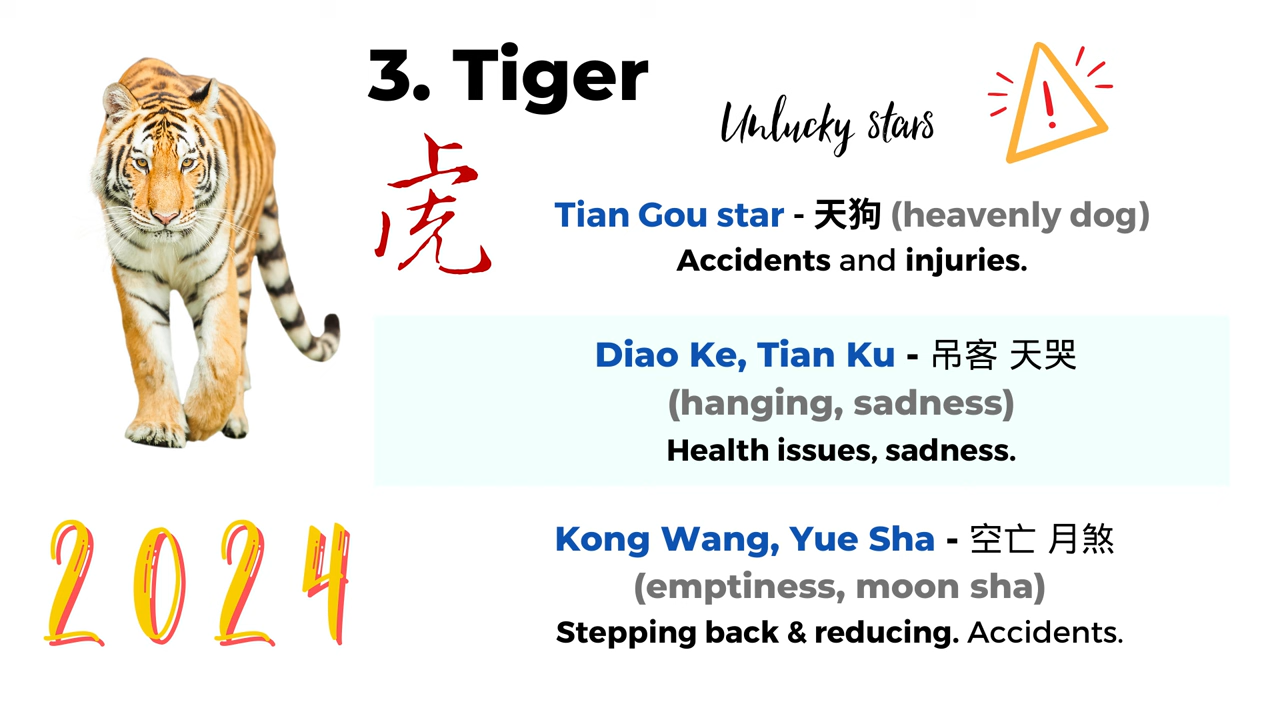 3. Tiger
虎
Unlucky stars
Tian Gou star - 天狗 (heavenly dog)
Accidents and injuries.
Diao Ke, Tian Ku - 吊客 天哭
(hanging, sadness)
Health issues, sadness.
Kong Wang, Yue Sha - 空亡 月煞
(emptiness, moon sha)
Stepping back & reducing. Accidents.
2024